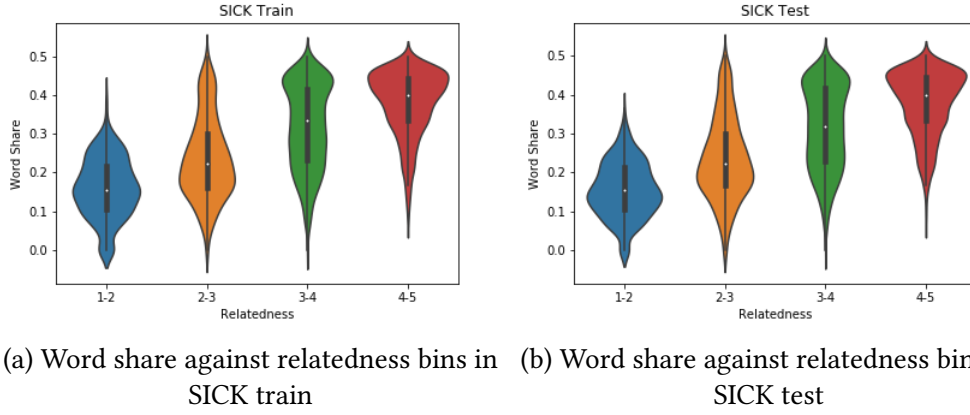 SICK Train
Word Share
0.5
0.4
0.3
0.2
0.1
0.0
1-2 2-3 3-4 4-5
Relatedness
(a) Word share against relatedness bins in
SICK train
SICK Test
Word Share
0.5
0.4
0.3
0.2
0.1
0.0
1-2 2-3 3-4 4-5
Relatedness
(b) Word share against relatedness bin
SICK test